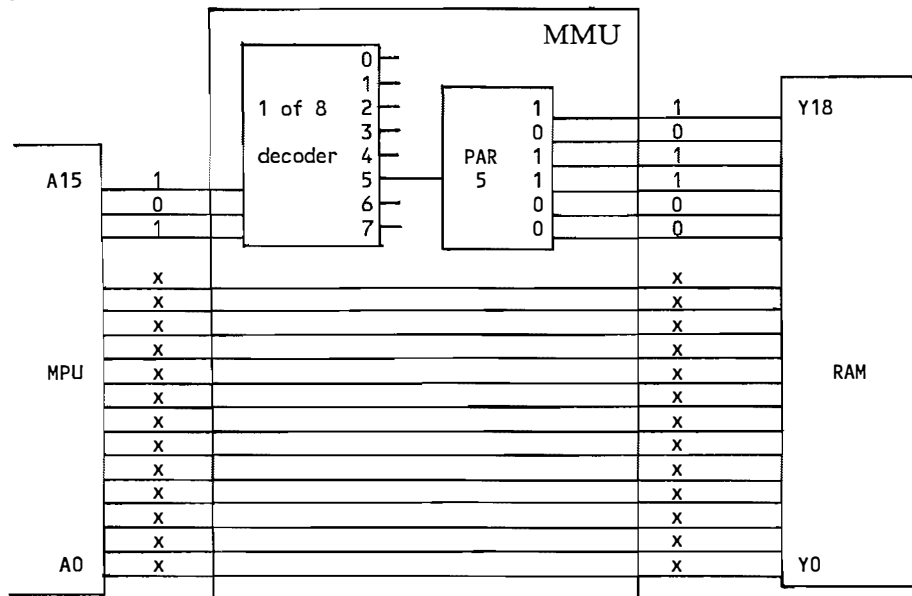 MMU
0
1
1 of 8 2 1 1 Y18
3 0 0
decoder 4 PAR 1 1
A15 1 5 5 1 1
0 6 0 0
1 7 0 0
x x
x x
x x
x x
MPU x x RAM
x x
x x
x x
x x
x x
x x
x x
A0 x x Y0